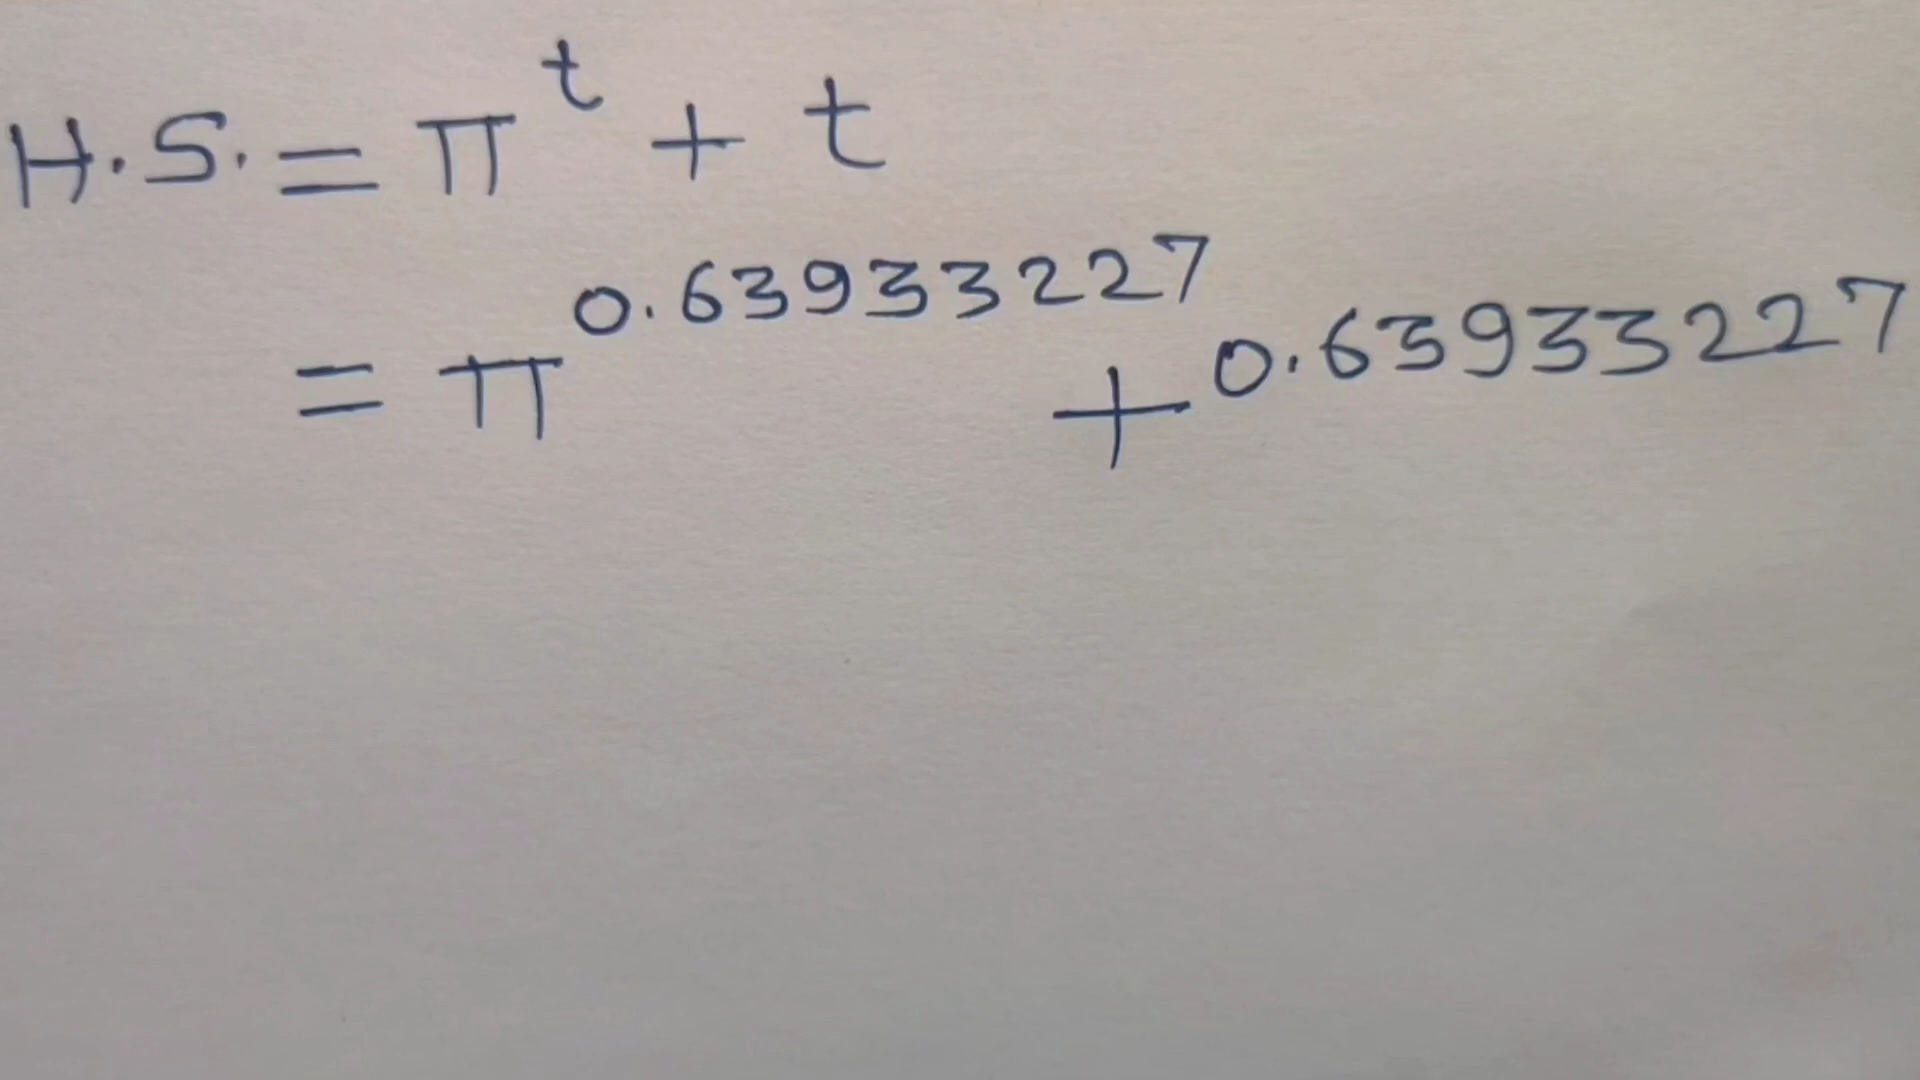 H.S. = π^t + t
= π^0.63933227 + 0.63933227